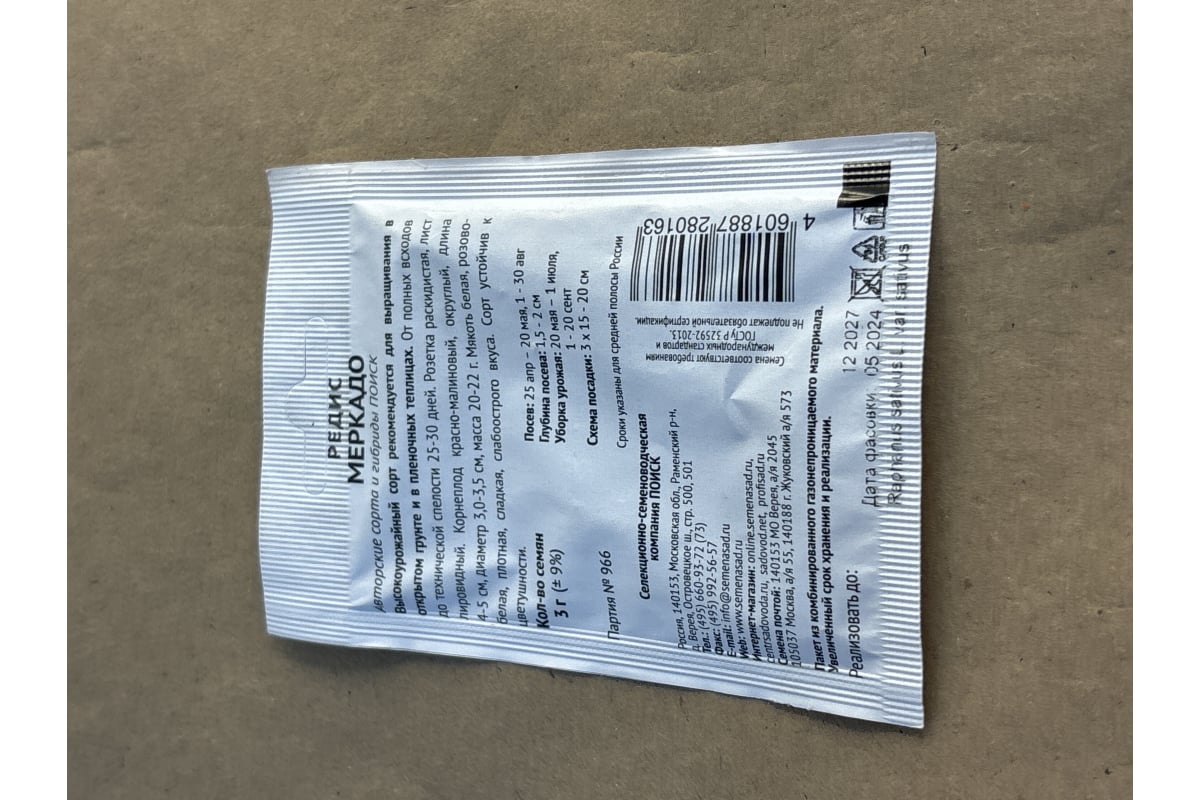 РЕДИС
МЕРКАДО
Авторские сорта и гибриды ПОИСК
Высокоурожайный сорт рекомендуется для выращивания в
открытом грунте и в пленочных теплицах. От полных всходов
до технической спелости 25-30 дней. Розетка раскидистая, лист
лировидный. Корнеплод красно-малиновый, округлый, длина
4-5 см, диаметр 3,0-3,5 см, масса 20-22 г. Мякоть белая, розово-
белая, плотная, сладкая, слабоострого вкуса. Сорт устойчив к
цветушности.
Кол-во семян
3 г (± 9%)
Партия № 966
Посев: 25 апр – 20 мая, 1 - 30 авг
Глубина посева: 1,5 - 2 см
Уборка урожая: 20 мая – 1 июля,
1 - 20 сент
Схема посадки: 3 х 15 - 20 см
Сроки указаны для средней полосы России
Селекционно-семеноводческая
компания ПОИСК
Россия, 140153, Московская обл., Раменский р-н,
д. Верея, Островецкое ш., стр. 500, 501
Тел.: (495) 660-93-72 (73)
Факс: (495) 992-56-57
E-mail: info@semenasad.ru
Web: www.semenasad.ru
Интернет-магазин: online.semenasad.ru,
centrsadovoda.ru, sadovod.net, profisad.ru
Семена почтой: 140153 МО Верея, а/я 2045
105037 Москва, а/я 55, 140188 г. Жуковский а/я 573
Семена соответствуют требованиям
международных стандартов и
ГОСТу Р 52592-2013.
Не подлежат обязательной сертификации.
4 601887 280163
Пакет из комбинированного газонепроницаемого материала.
Увеличенный срок хранения и реализации.
Реализовать до: 12 2027
Дата фасовки: 05 2024
Raphanus sativus L. var. sativus